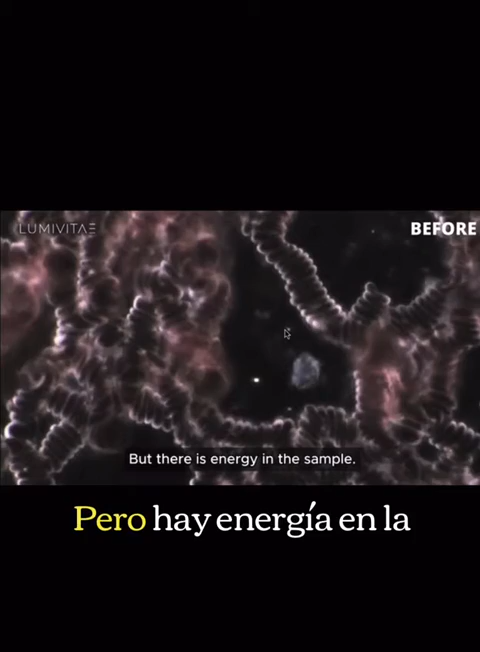 LUMIVITAE
BEFORE
But there is energy in the sample.
Pero hay energía en la